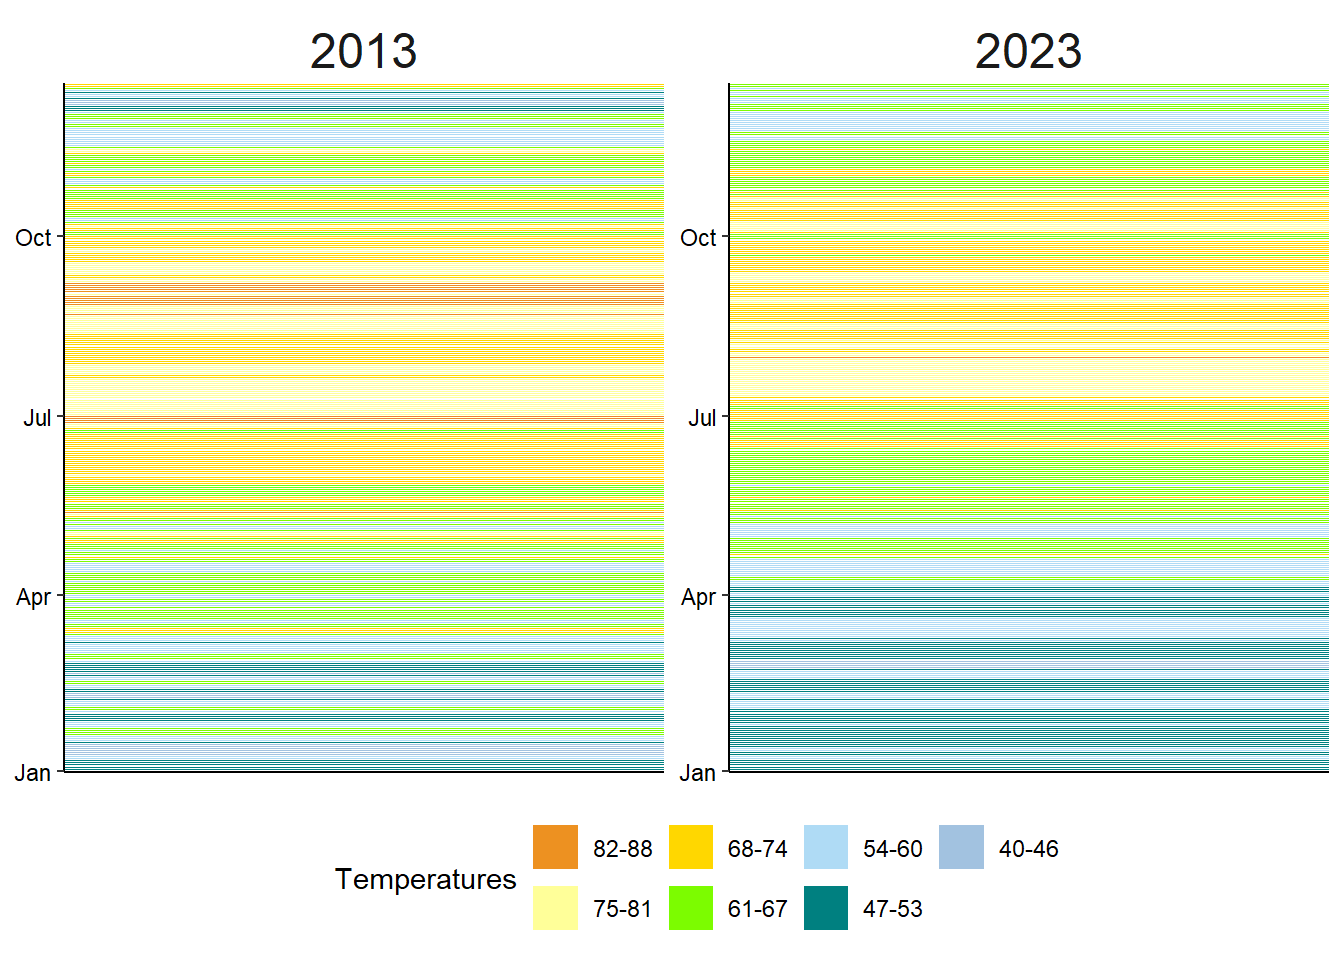 2013 2023
Oct Oct
Jul Jul
Apr Apr
Jan Jan
Temperatures
82-88 68-74 54-60 40-46
75-81 61-67 47-53